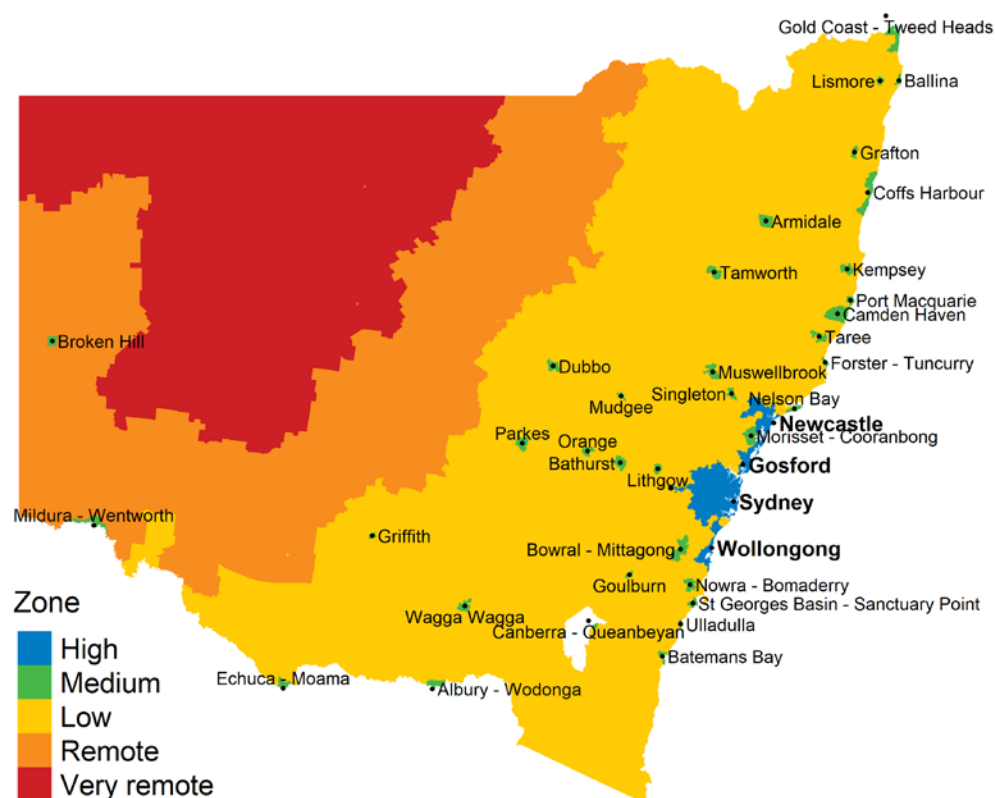 Gold Coast - Tweed Heads
Lismore
Ballina
Grafton
Coffs Harbour
Armidale
Tamworth
Kempsey
Port Macquarie
Camden Haven
Taree
Broken Hill
Dubbo
Forster - Tuncurry
Muswellbrook
Singleton
Nelson Bay
Mudgee
Newcastle
Parkes
Orange
Morisset - Cooranbong
Bathurst
Gosford
Lithgow
Sydney
Mildura - Wentworth
Griffith
Bowral - Mittagong
Wollongong
Goulburn
Nowra - Bomaderry
Zone
St Georges Basin - Sanctuary Point
Wagga Wagga
Ulladulla
Canberra - Queanbeyan
High
Batemans Bay
Medium
Echuca - Moama
Albury - Wodonga
Low
Remote
Very remote